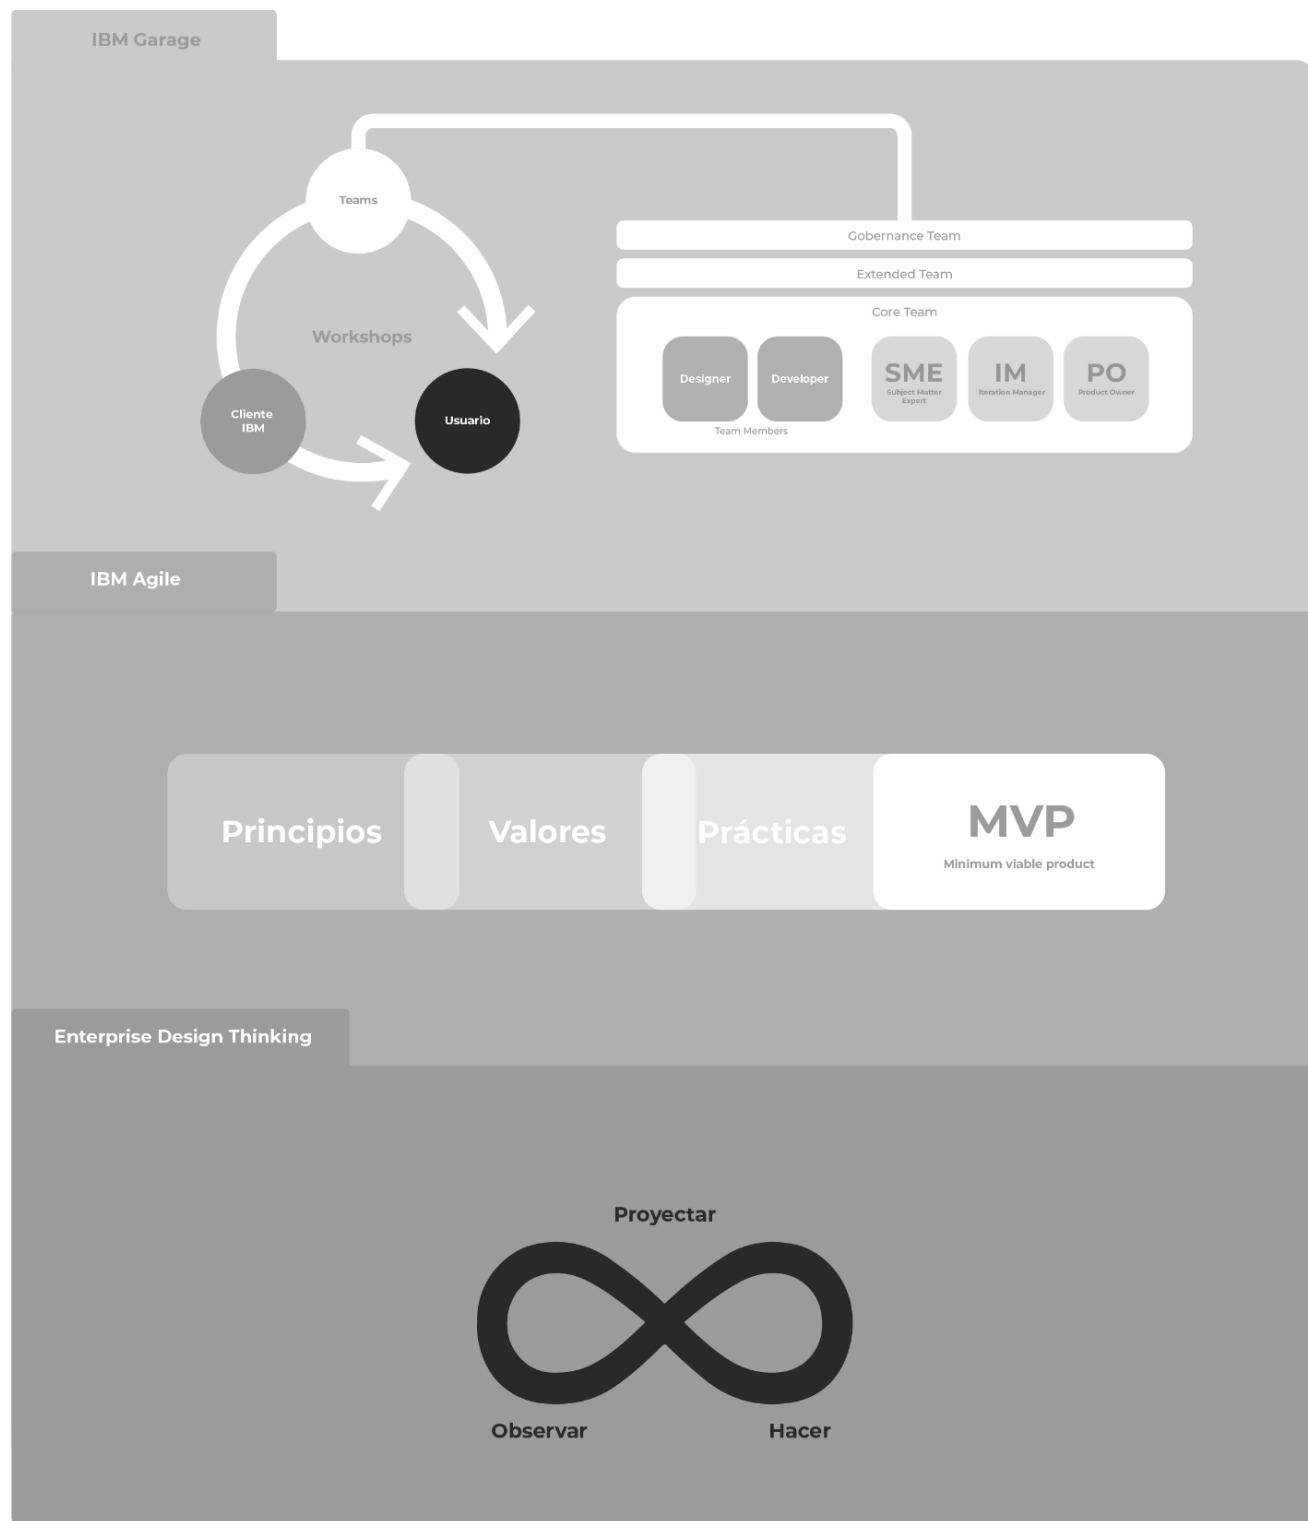 IBM Garage
Teams
Workshops
Cliente
IBM
Usuario
Gobernance Team
Extended Team
Core Team
Designer
Developer
Team Members
SME
Subject Matter
Expert
IM
Iteration Manager
PO
Product Owner
IBM Agile
Principios
Valores
Prácticas
MVP
Minimum viable product
Enterprise Design Thinking
Proyectar
Observar
Hacer